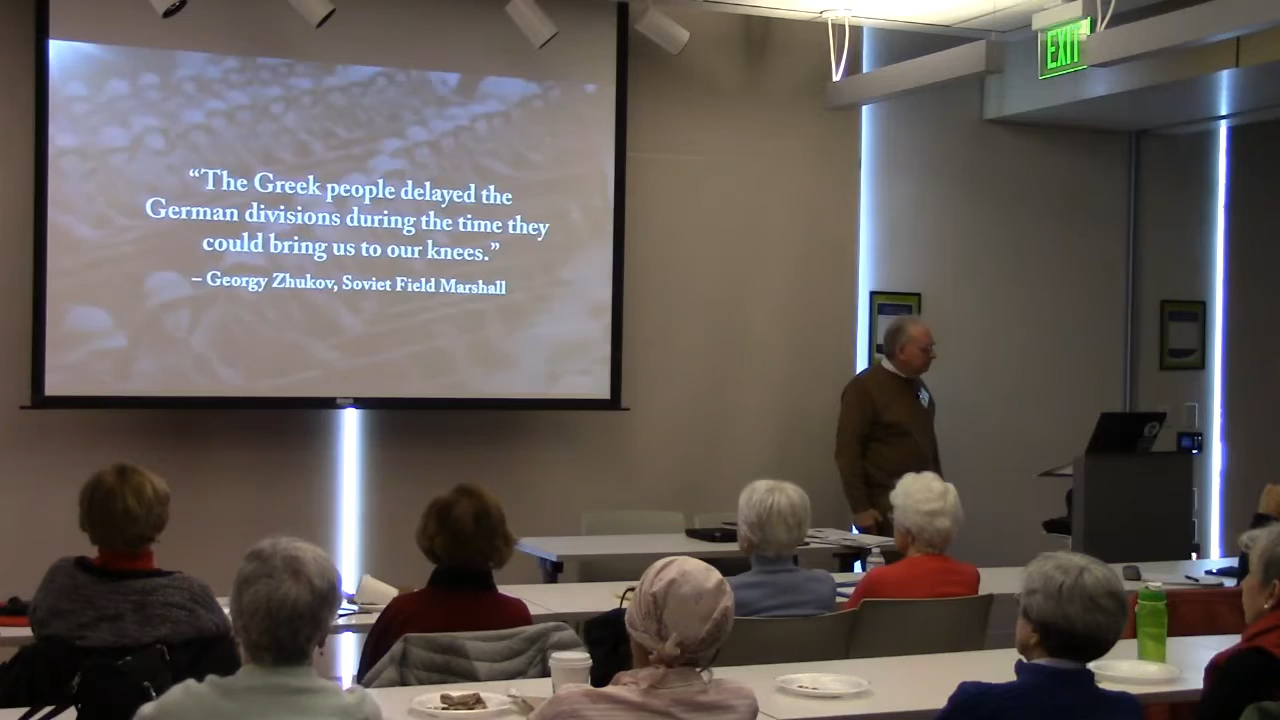 “The Greek people delayed the
German divisions during the time they
could bring us to our knees.”
– Georgy Zhukov, Soviet Field Marshall
EXIT